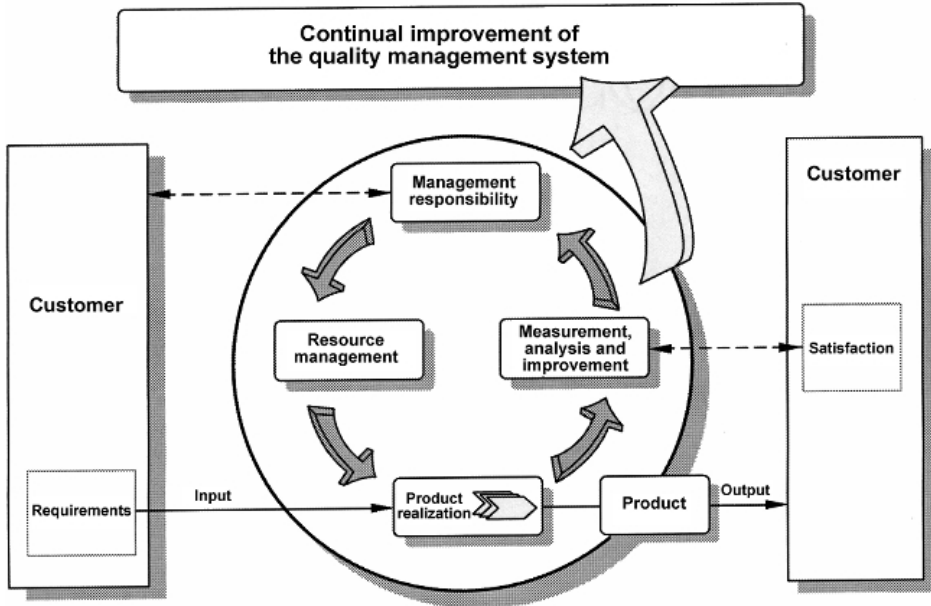 Continual improvement of
the quality management system
Customer
Requirements
Input
Management
responsibility
Resource
management
Measurement,
analysis and
improvement
Product
realization
Product
Output
Customer
Satisfaction